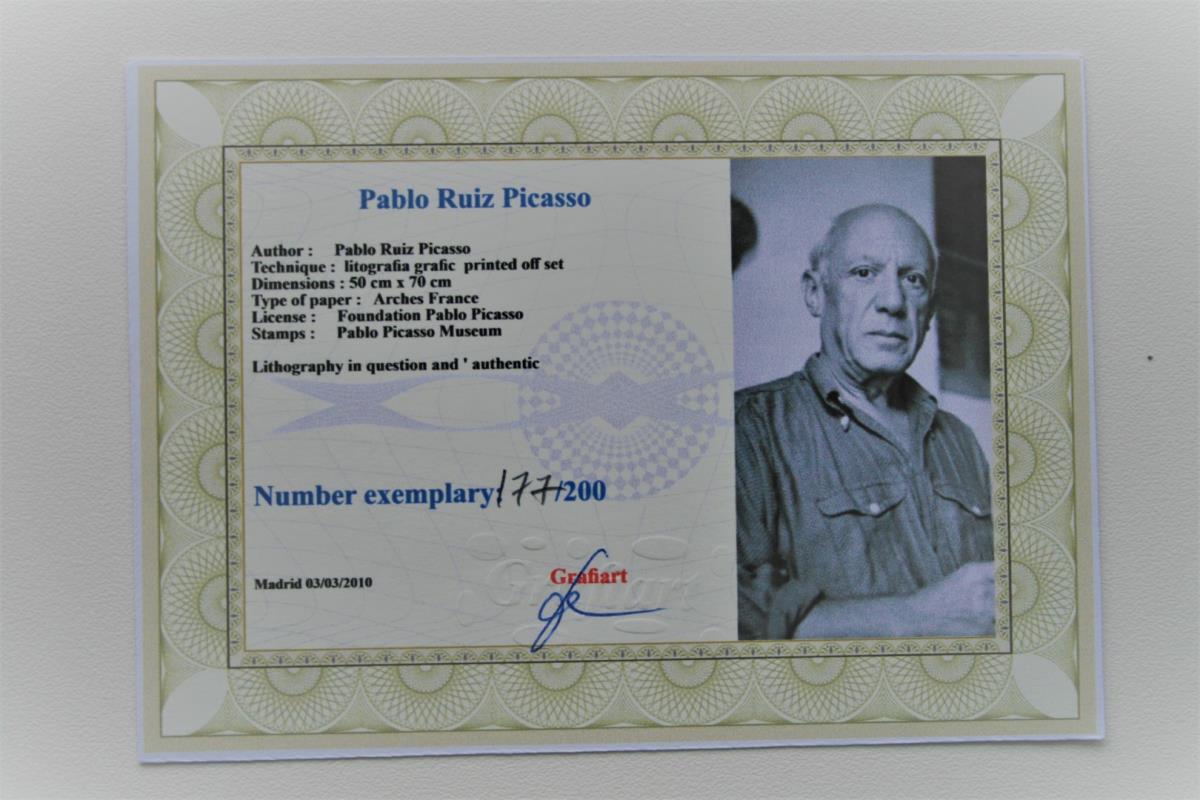 Pablo Ruiz Picasso
Author : Pablo Ruiz Picasso
Technique : litografia grafic printed off set
Dimensions : 50 cm x 70 cm
Type of paper : Arches France
License : Foundation Pablo Picasso
Stamps : Pablo Picasso Museum
Lithography in question and ' authentic
Number exemplary 177/200
Madrid 03/03/2010
Grafiart
Grafiart